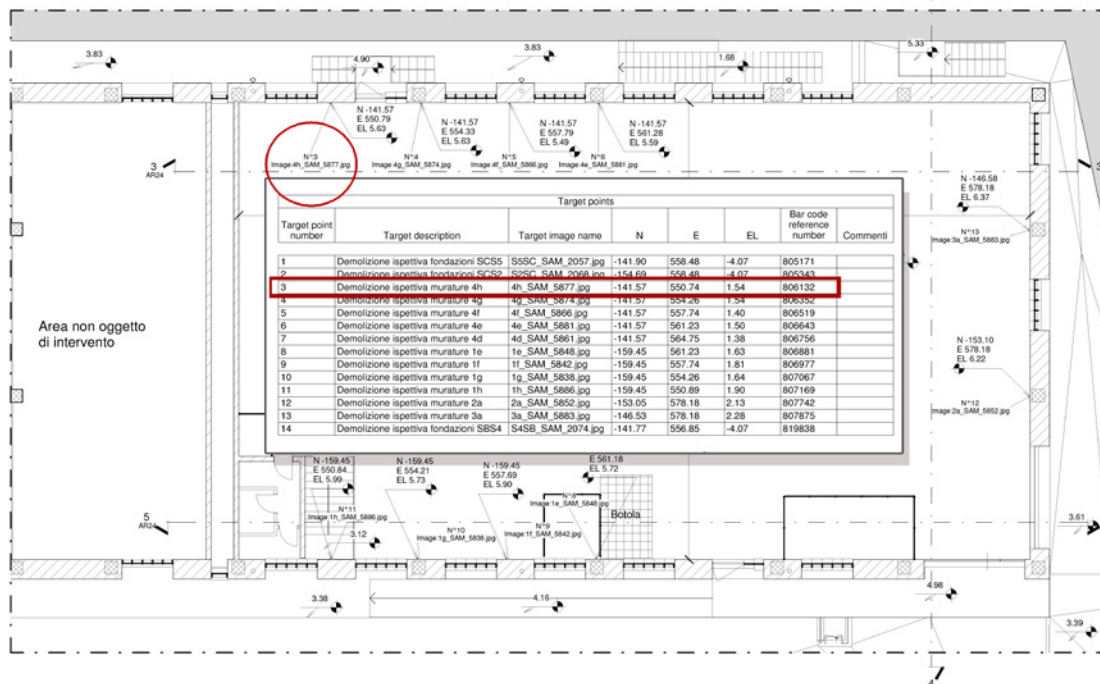 3.83
4.90
3.83
1.68
5.33
N -141.57
E 550.79
EL 5.63
N -141.57
E 554.33
EL 5.63
N -141.57
E 557.79
EL 5.49
N -141.57
E 561.28
EL 5.59
N°:3
Image:4h_SAM_5877.jpg
N°:4
Image:4g_SAM_5874.jpg
N°:5
Image:4f_SAM_5866.jpg
N°:6
Image:4e_SAM_5881.jpg
3
AR24
3
N -146.58
E 578.18
EL 6.37
N°:13
Image:3a_SAM_5883.jpg
Target points
Target point number Target description Target image name N E EL Bar code reference number Commenti
1 Demolizione ispettiva fondazioni SCS5 S5SC_SAM_2057.jpg -141.90 558.48 -4.07 805171
2 Demolizione ispettiva fondazioni SCS2 S2SC_SAM_2068.jpg -154.69 558.48 -4.07 805343
3 Demolizione ispettiva murature 4h 4h_SAM_5877.jpg -141.57 550.74 1.54 806132
4 Demolizione ispettiva murature 4g 4g_SAM_5874.jpg -141.57 554.26 1.54 806352
5 Demolizione ispettiva murature 4f 4f_SAM_5866.jpg -141.57 557.74 1.40 806519
6 Demolizione ispettiva murature 4e 4e_SAM_5881.jpg -141.57 561.23 1.50 806643
7 Demolizione ispettiva murature 4d 4d_SAM_5861.jpg -141.57 564.75 1.38 806756
8 Demolizione ispettiva murature 1e 1e_SAM_5848.jpg -159.45 561.23 1.63 806881
9 Demolizione ispettiva murature 1f 1f_SAM_5842.jpg -159.45 557.74 1.81 806977
10 Demolizione ispettiva murature 1g 1g_SAM_5838.jpg -159.45 554.26 1.64 807067
11 Demolizione ispettiva murature 1h 1h_SAM_5886.jpg -159.45 550.89 1.90 807169
12 Demolizione ispettiva murature 2a 2a_SAM_5852.jpg -153.05 578.18 2.13 807742
13 Demolizione ispettiva murature 3a 3a_SAM_5883.jpg -146.53 578.18 2.28 807875
14 Demolizione ispettiva fondazioni SBS4 S4SB_SAM_2074.jpg -141.77 556.85 -4.07 819838
Area non oggetto
di intervento
N -153.10
E 578.18
EL 6.22
N°:12
Image:2a_SAM_5852.jpg
N -159.45
E 550.84
EL 5.99
N -159.45
E 554.21
EL 5.73
N -159.45
E 557.69
EL 5.90
E 561.18
EL 5.72
N°:8
Image:1e_SAM_5848.jpg
N°:11
Image:1h_SAM_5886.jpg
Botola
5
AR24
3.12
N°:10
Image:1g_SAM_5838.jpg
N°:9
Image:1f_SAM_5842.jpg
3.61
3.38
4.16
4.98
3.39
4